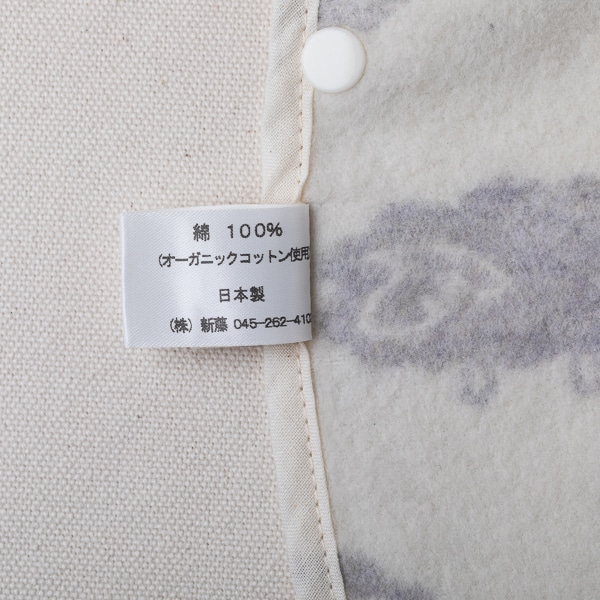 綿 100%
(オーガニックコットン使用)
日本製
(株) 新藤 045-262-410